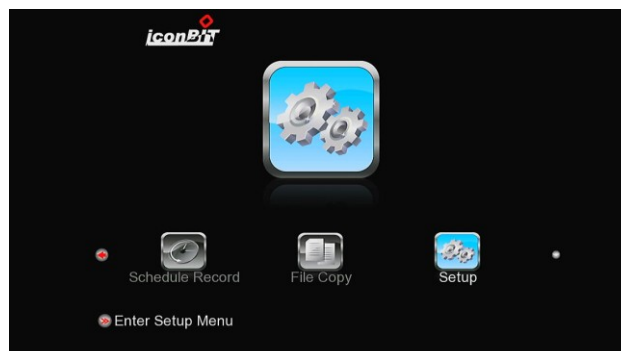 iconBIT
Schedule Record
File Copy
Setup
Enter Setup Menu